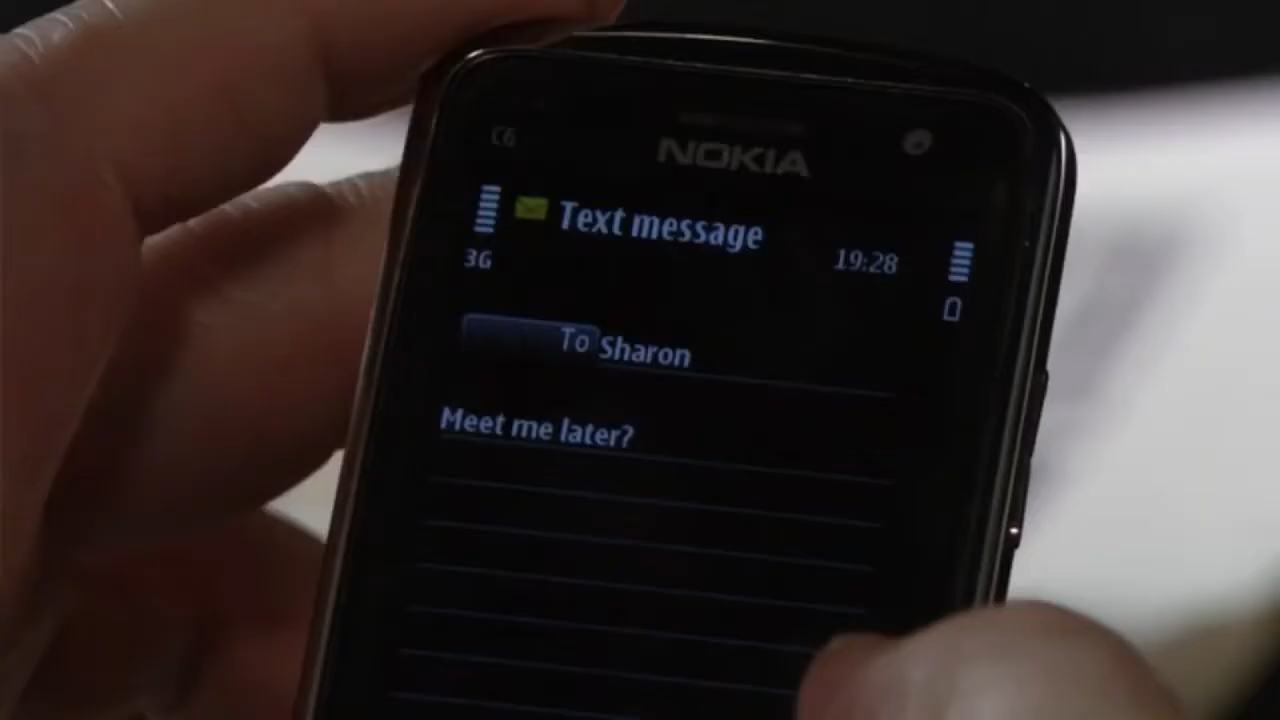 C6
NOKIA
Text message
3G
19:28
To Sharon
Meet me later?